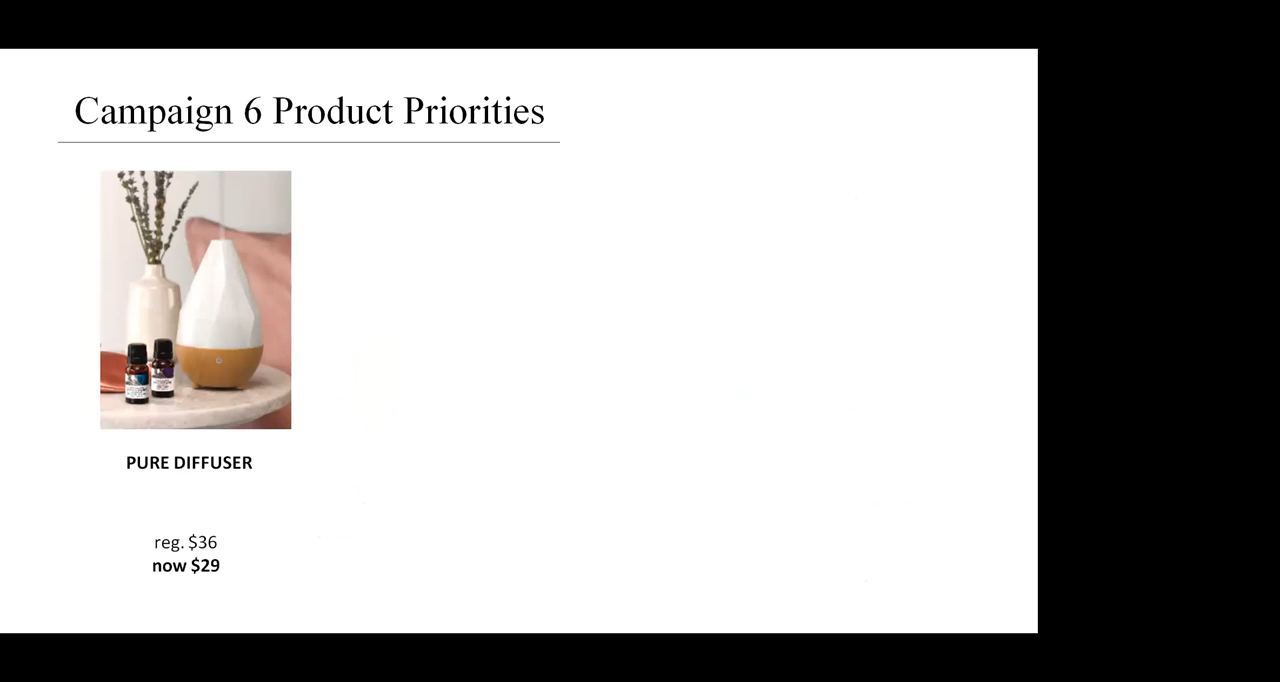 Campaign 6 Product Priorities
PURE DIFFUSER
reg. $36
now $29